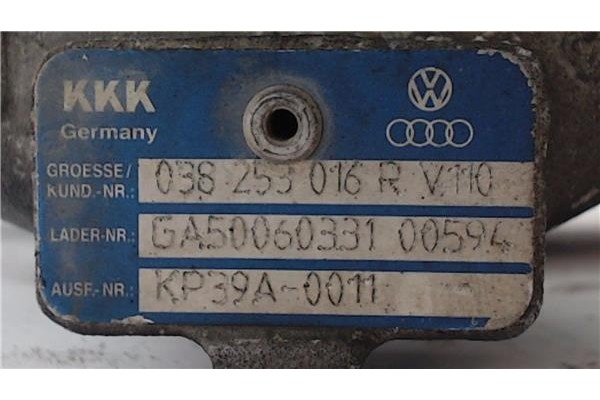 KKK
Germany
GROESSE/
KUND.-NR.: 038 253 016 R V110
LADER-NR.: GA50060331 00594
AUSF.-NR.: KP39A-0011